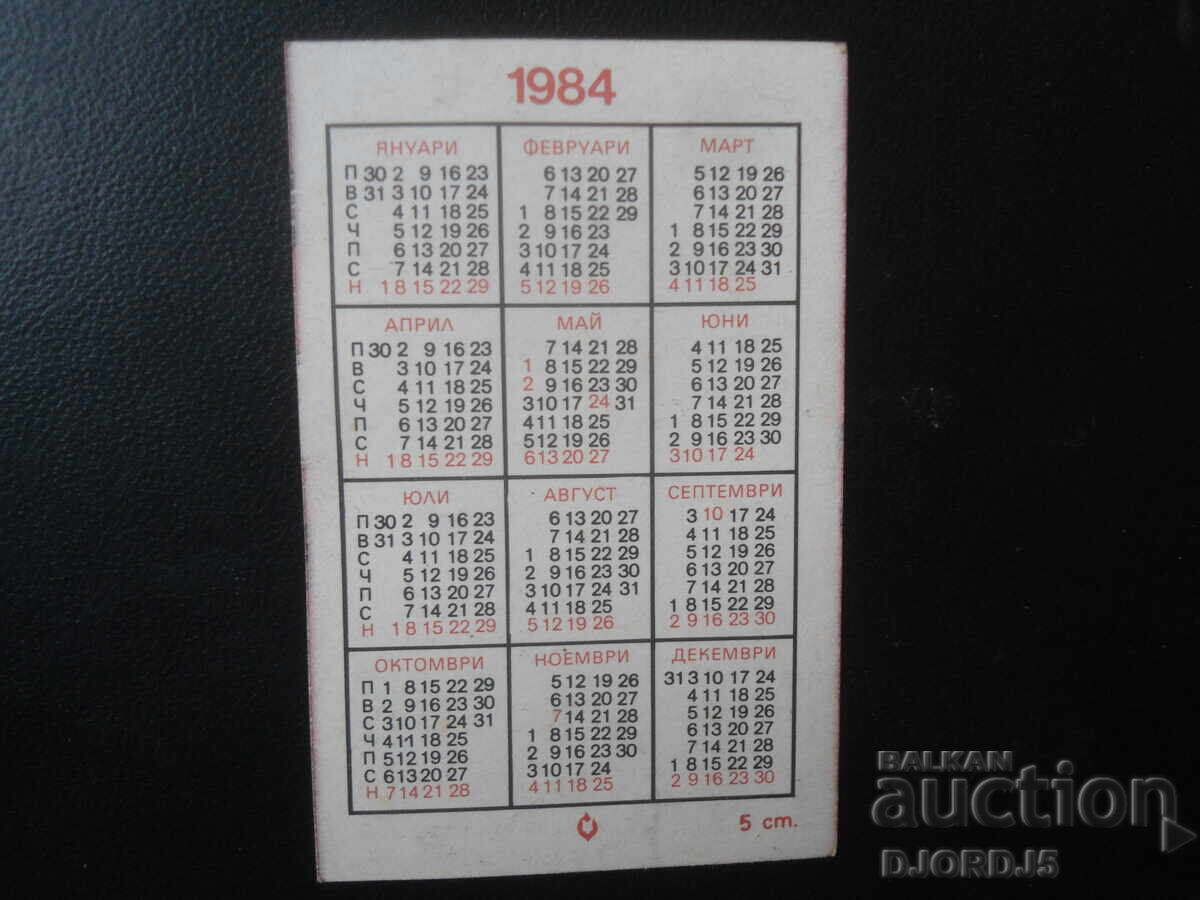 1984
ЯНУАРИ
П 30 2 9 16 23
В 31 3 10 17 24
С 4 11 18 25
Ч 5 12 19 26
П 6 13 20 27
С 7 14 21 28
Н 1 8 15 22 29
ФЕВРУАРИ
6 13 20 27
7 14 21 28
1 8 15 22 29
2 9 16 23
3 10 17 24
4 11 18 25
5 12 19 26
МАРТ
5 12 19 26
6 13 20 27
7 14 21 28
1 8 15 22 29
2 9 16 23 30
3 10 17 24 31
4 11 18 25
АПРИЛ
П 30 2 9 16 23
В 3 10 17 24
С 4 11 18 25
Ч 5 12 19 26
П 6 13 20 27
С 7 14 21 28
Н 1 8 15 22 29
МАЙ
7 14 21 28
1 8 15 22 29
2 9 16 23 30
3 10 17 24 31
4 11 18 25
5 12 19 26
6 13 20 27
ЮНИ
4 11 18 25
5 12 19 26
6 13 20 27
7 14 21 28
1 8 15 22 29
2 9 16 23 30
3 10 17 24
ЮЛИ
П 30 2 9 16 23
В 31 3 10 17 24
С 4 11 18 25
Ч 5 12 19 26
П 6 13 20 27
С 7 14 21 28
Н 1 8 15 22 29
АВГУСТ
6 13 20 27
7 14 21 28
1 8 15 22 29
2 9 16 23 30
3 10 17 24 31
4 11 18 25
5 12 19 26
СЕПТЕМВРИ
3 10 17 24
4 11 18 25
5 12 19 26
6 13 20 27
7 14 21 28
1 8 15 22 29
2 9 16 23 30
ОКТОМВРИ
П 1 8 15 22 29
В 2 9 16 23 30
С 3 10 17 24 31
Ч 4 11 18 25
П 5 12 19 26
С 6 13 20 27
Н 7 14 21 28
НОЕМВРИ
5 12 19 26
6 13 20 27
7 14 21 28
1 8 15 22 29
2 9 16 23 30
3 10 17 24
4 11 18 25
ДЕКЕМВРИ
31 3 10 17 24
4 11 18 25
5 12 19 26
6 13 20 27
7 14 21 28
1 8 15 22 29
2 9 16 23 30
5 ст.
BALKAN
auction
DJORDJ5